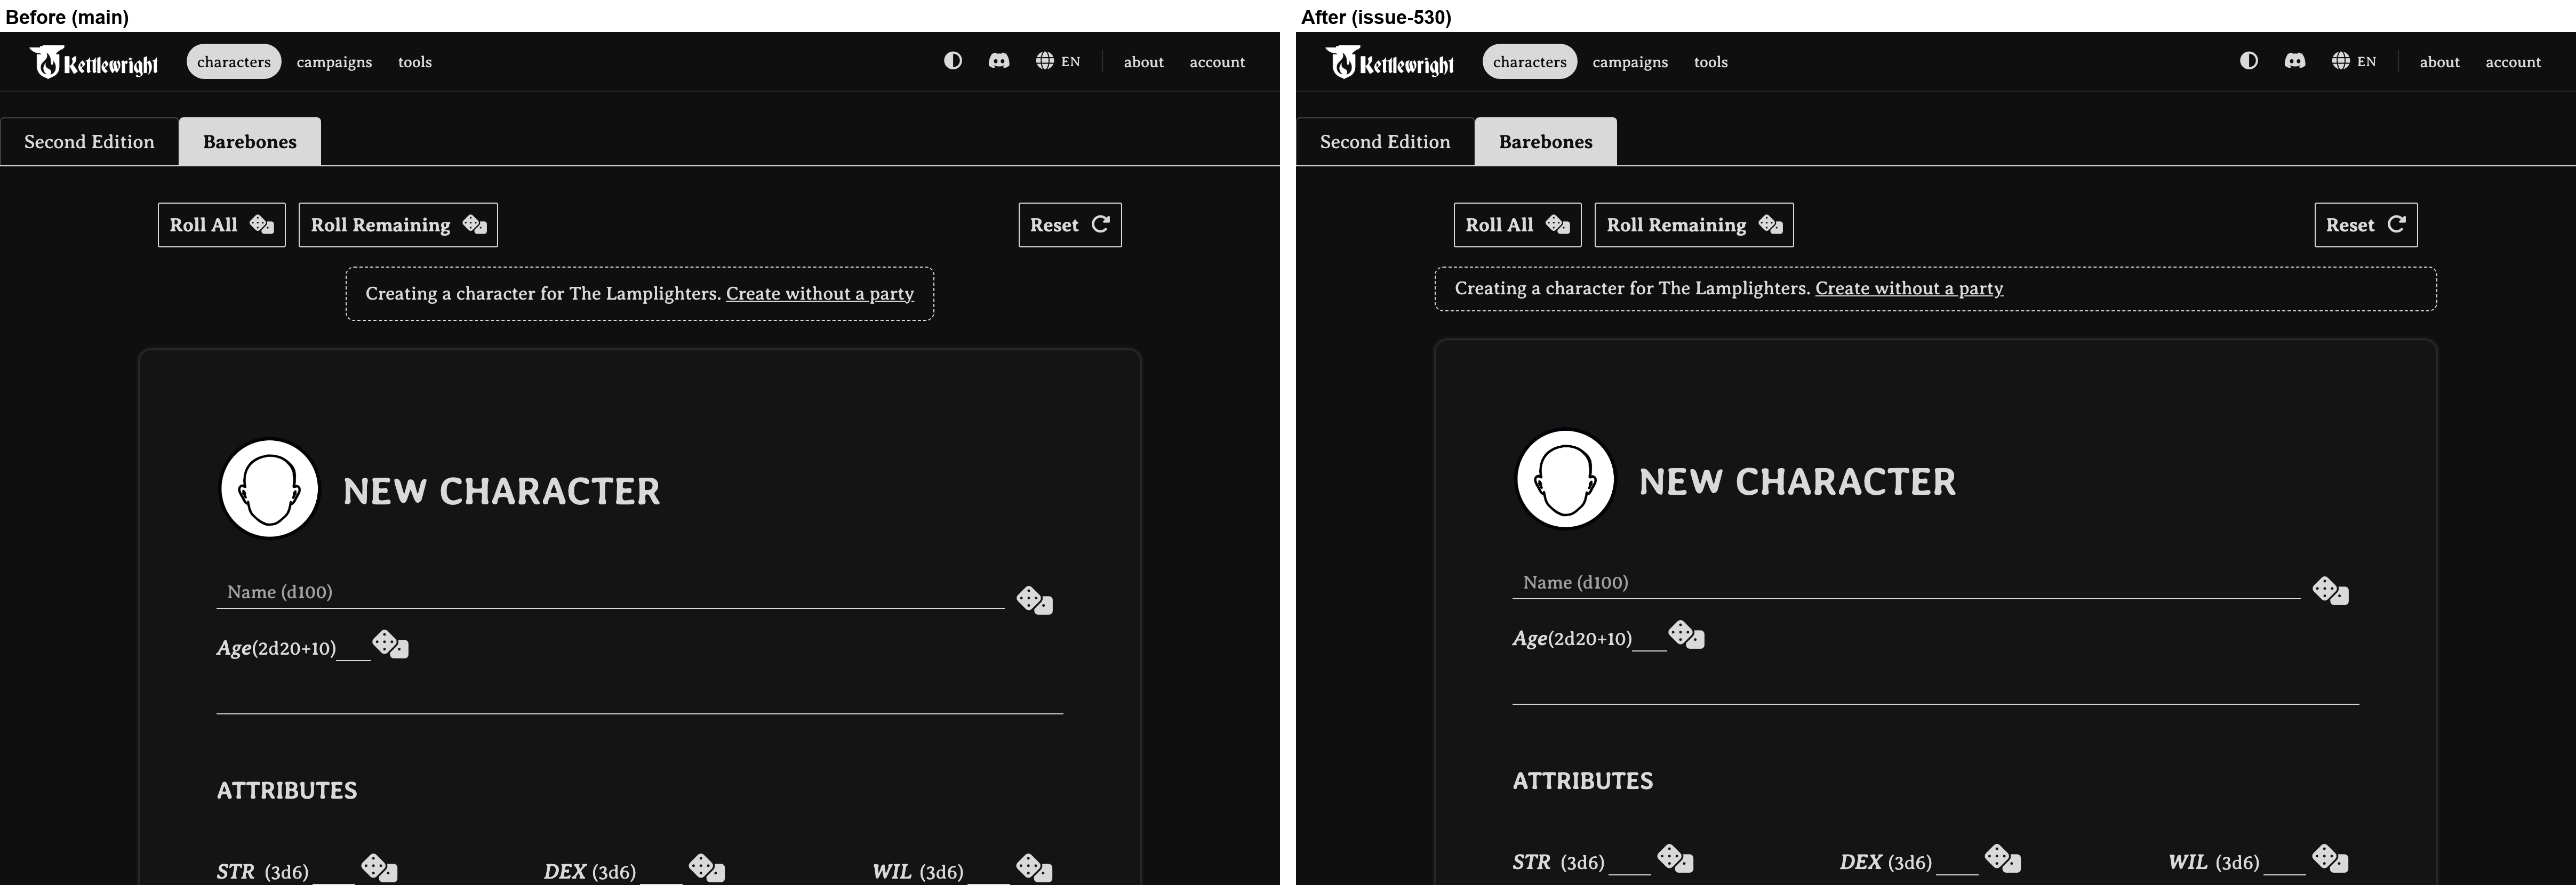 Before (main)
Kettlewright characters campaigns tools EN about account
Second Edition Barebones
Roll All Roll Remaining Reset
Creating a character for The Lamplighters. Create without a party
NEW CHARACTER
Name (d100)
Age(2d20+10)
ATTRIBUTES
STR (3d6) DEX (3d6) WIL (3d6)
After (issue-530)
Kettlewright characters campaigns tools EN about account
Second Edition Barebones
Roll All Roll Remaining Reset
Creating a character for The Lamplighters. Create without a party
NEW CHARACTER
Name (d100)
Age(2d20+10)
ATTRIBUTES
STR (3d6) DEX (3d6) WIL (3d6)